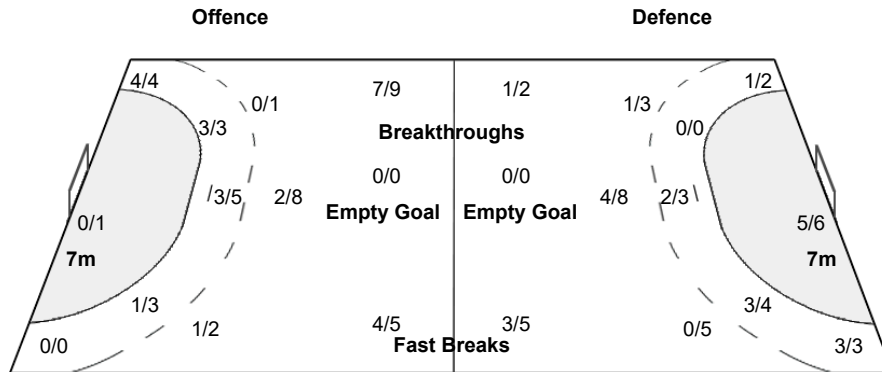 Offence Defence
4/4 7/9 1/2 1/2
0/1 1/3
3/3 Breakthroughs 0/0
0/0 0/0
3/5 2/8 4/8 2/3
0/1 Empty Goal Empty Goal 5/6
7m 7m
1/3 3/4
1/2 4/5 3/5 0/5
0/0 Fast Breaks 3/3